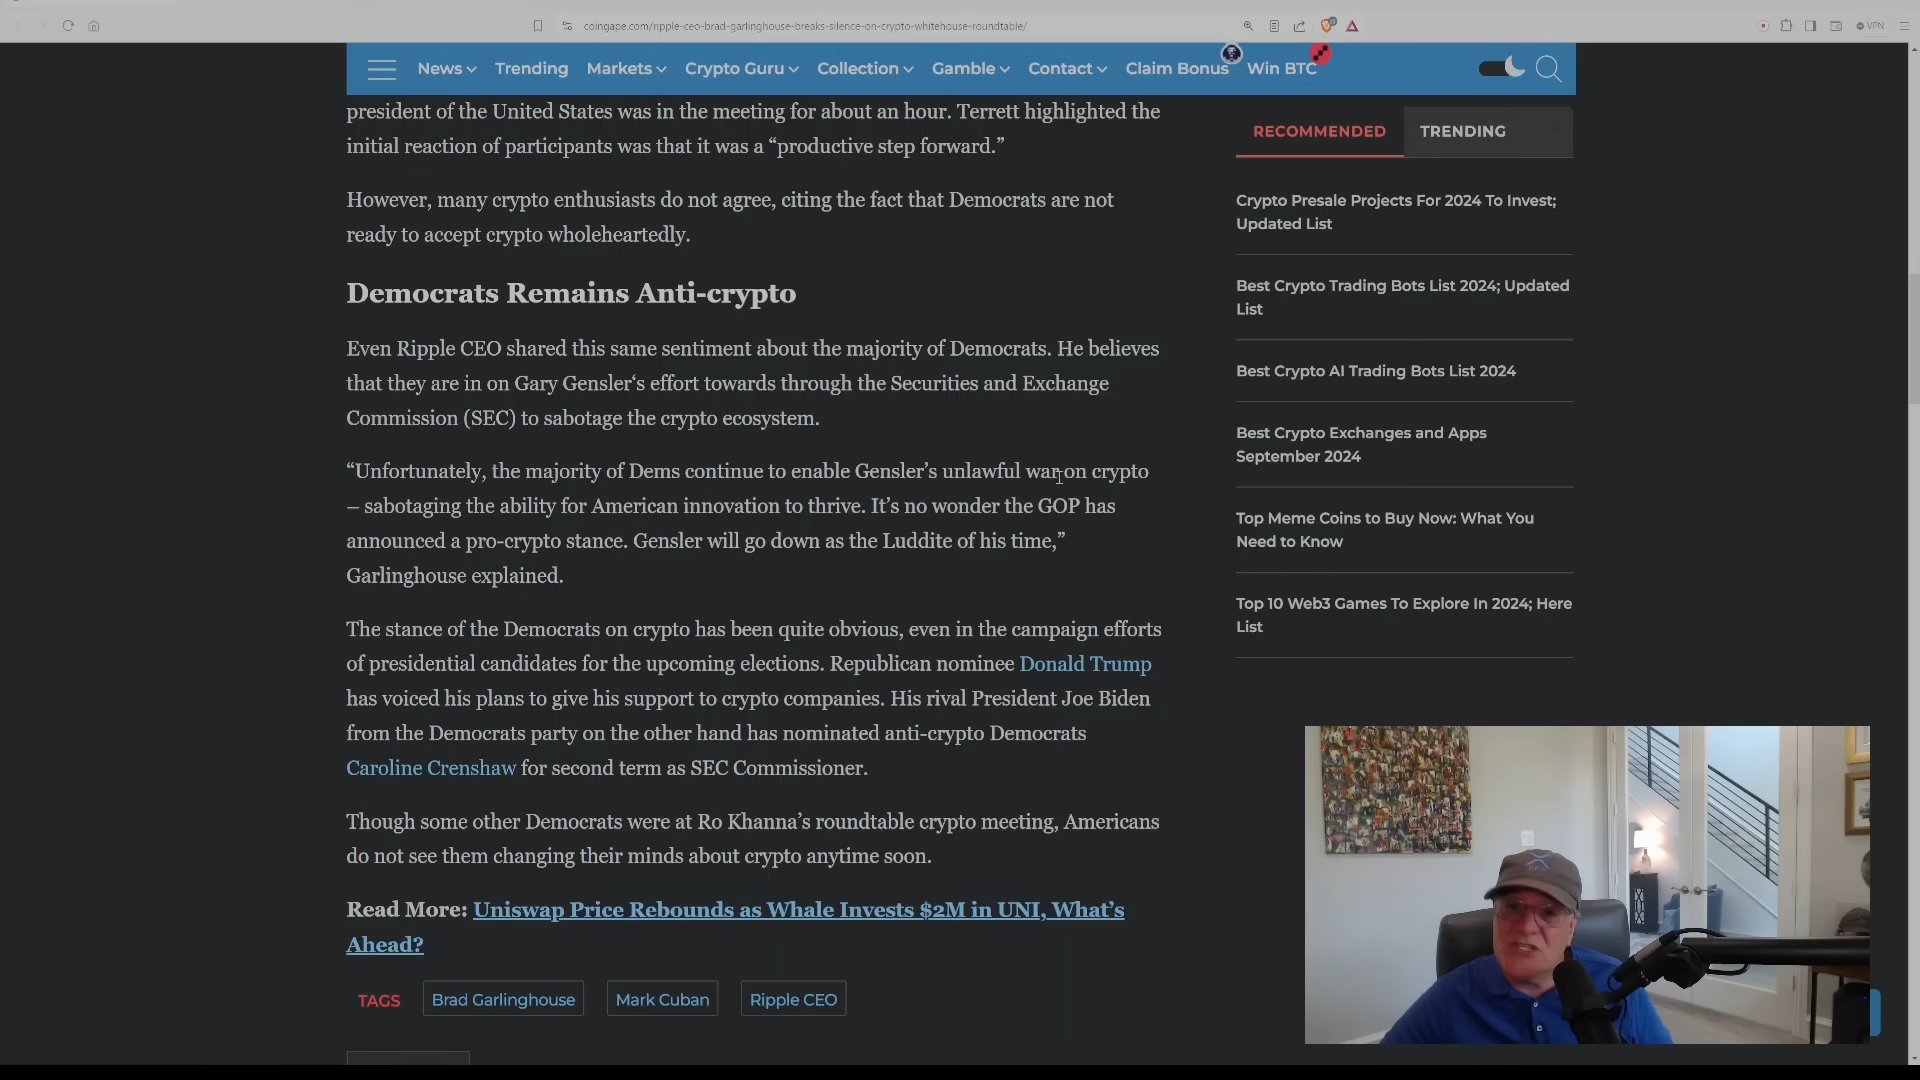 coingape.com/ripple-ceo-brad-garlinghouse-breaks-silence-on-crypto-whitehouse-roundtable/
VPN
News Trending Markets Crypto Guru Collection Gamble Contact Claim Bonus Win BTC
president of the United States was in the meeting for about an hour. Terrett highlighted the
initial reaction of participants was that it was a “productive step forward.”
However, many crypto enthusiasts do not agree, citing the fact that Democrats are not
ready to accept crypto wholeheartedly.
Democrats Remains Anti-crypto
Even Ripple CEO shared this same sentiment about the majority of Democrats. He believes
that they are in on Gary Gensler‘s effort towards through the Securities and Exchange
Commission (SEC) to sabotage the crypto ecosystem.
“Unfortunately, the majority of Dems continue to enable Gensler’s unlawful war on crypto
– sabotaging the ability for American innovation to thrive. It’s no wonder the GOP has
announced a pro-crypto stance. Gensler will go down as the Luddite of his time,”
Garlinghouse explained.
The stance of the Democrats on crypto has been quite obvious, even in the campaign efforts
of presidential candidates for the upcoming elections. Republican nominee Donald Trump
has voiced his plans to give his support to crypto companies. His rival President Joe Biden
from the Democrats party on the other hand has nominated anti-crypto Democrats
Caroline Crenshaw for second term as SEC Commissioner.
Though some other Democrats were at Ro Khanna’s roundtable crypto meeting, Americans
do not see them changing their minds about crypto anytime soon.
Read More: Uniswap Price Rebounds as Whale Invests $2M in UNI, What’s
Ahead?
TAGS Brad Garlinghouse Mark Cuban Ripple CEO
RECOMMENDED TRENDING
Crypto Presale Projects For 2024 To Invest;
Updated List
Best Crypto Trading Bots List 2024; Updated
List
Best Crypto AI Trading Bots List 2024
Best Crypto Exchanges and Apps
September 2024
Top Meme Coins to Buy Now: What You
Need to Know
Top 10 Web3 Games To Explore In 2024; Here
List